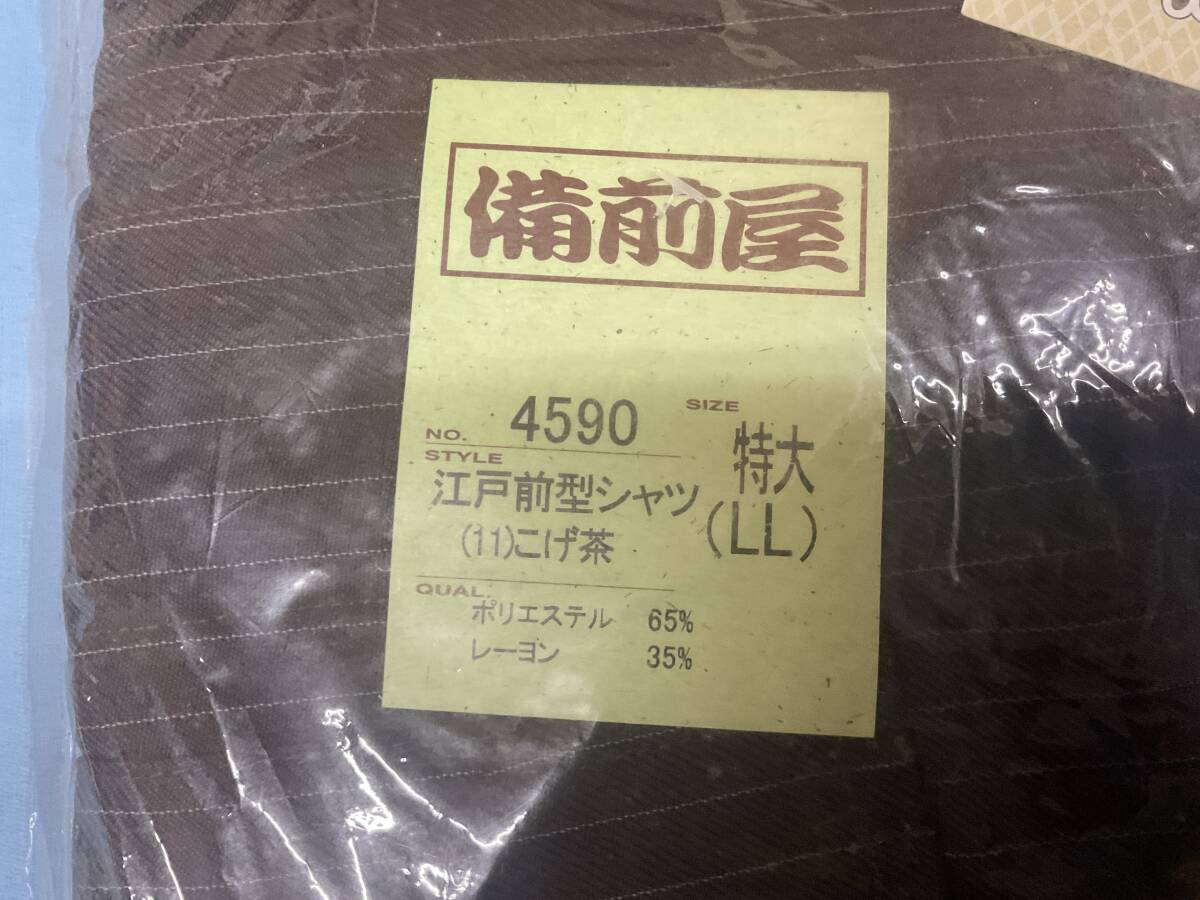 備前屋
NO. 4590
SIZE
特大
(LL)
STYLE
江戸前型シャツ
(11)こげ茶
QUAL.
ポリエステル 65%
レーヨン 35%